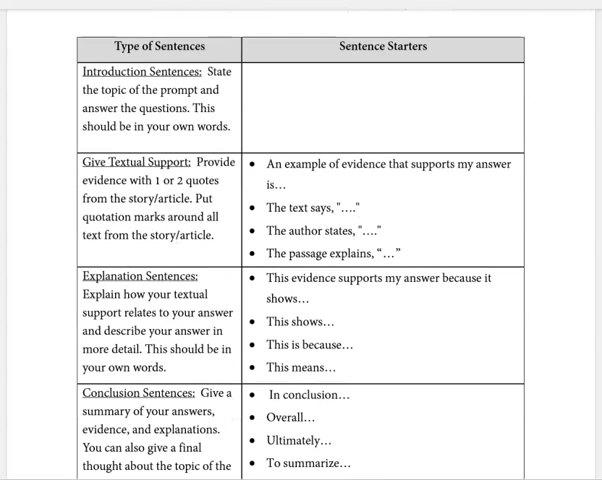 Type of Sentences
Sentence Starters
Introduction Sentences: State
the topic of the prompt and
answer the questions. This
should be in your own words.
Give Textual Support: Provide
evidence with 1 or 2 quotes
from the story/article. Put
quotation marks around all
text from the story/article.
● An example of evidence that supports my answer
is…
● The text says, "…."
● The author states, "…."
● The passage explains, “…”
Explanation Sentences:
Explain how your textual
support relates to your answer
and describe your answer in
more detail. This should be in
your own words.
● This evidence supports my answer because it
shows…
● This shows…
● This is because…
● This means…
Conclusion Sentences: Give a
summary of your answers,
evidence, and explanations.
You can also give a final
thought about the topic of the
● In conclusion…
● Overall…
● Ultimately…
● To summarize…